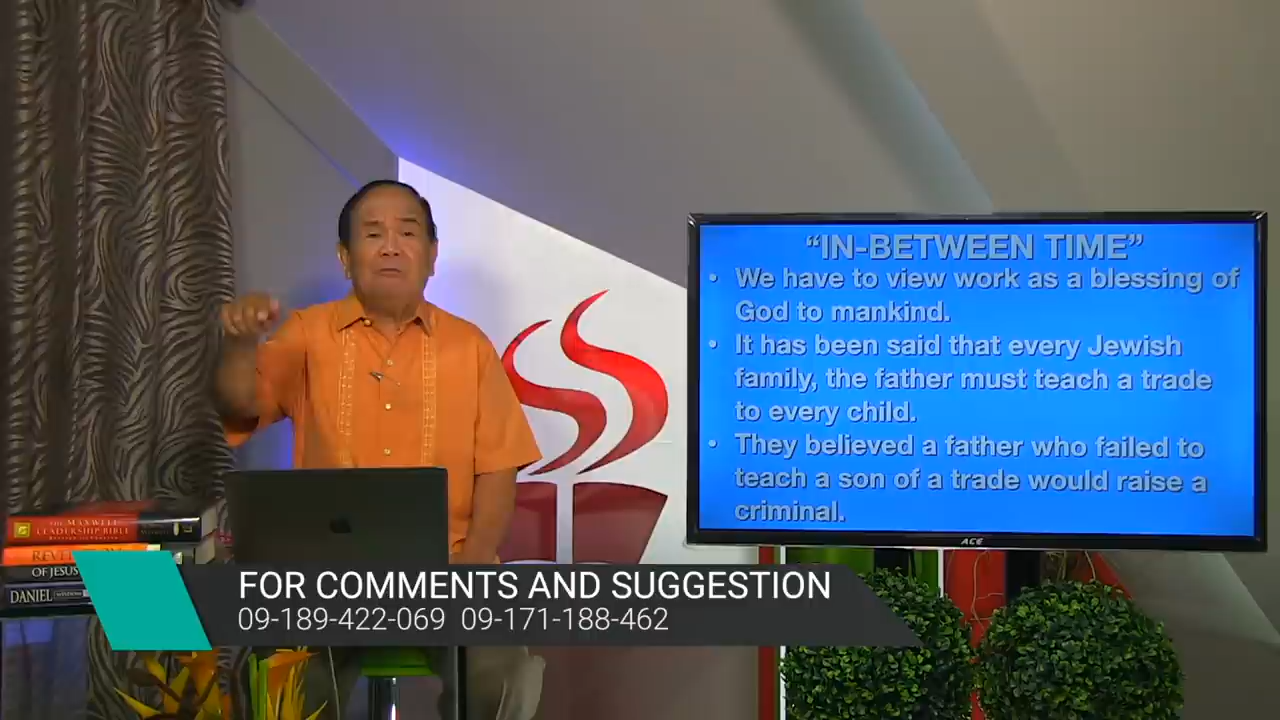 “IN-BETWEEN TIME”
• We have to view work as a blessing of
God to mankind.
• It has been said that every Jewish
family, the father must teach a trade
to every child.
• They believed a father who failed to
teach a son of a trade would raise a
criminal.
ACE
THE MAXWELL
LEADERSHIP BIBLE
OF JESUS
DANIEL
FOR COMMENTS AND SUGGESTION
09-189-422-069 09-171-188-462